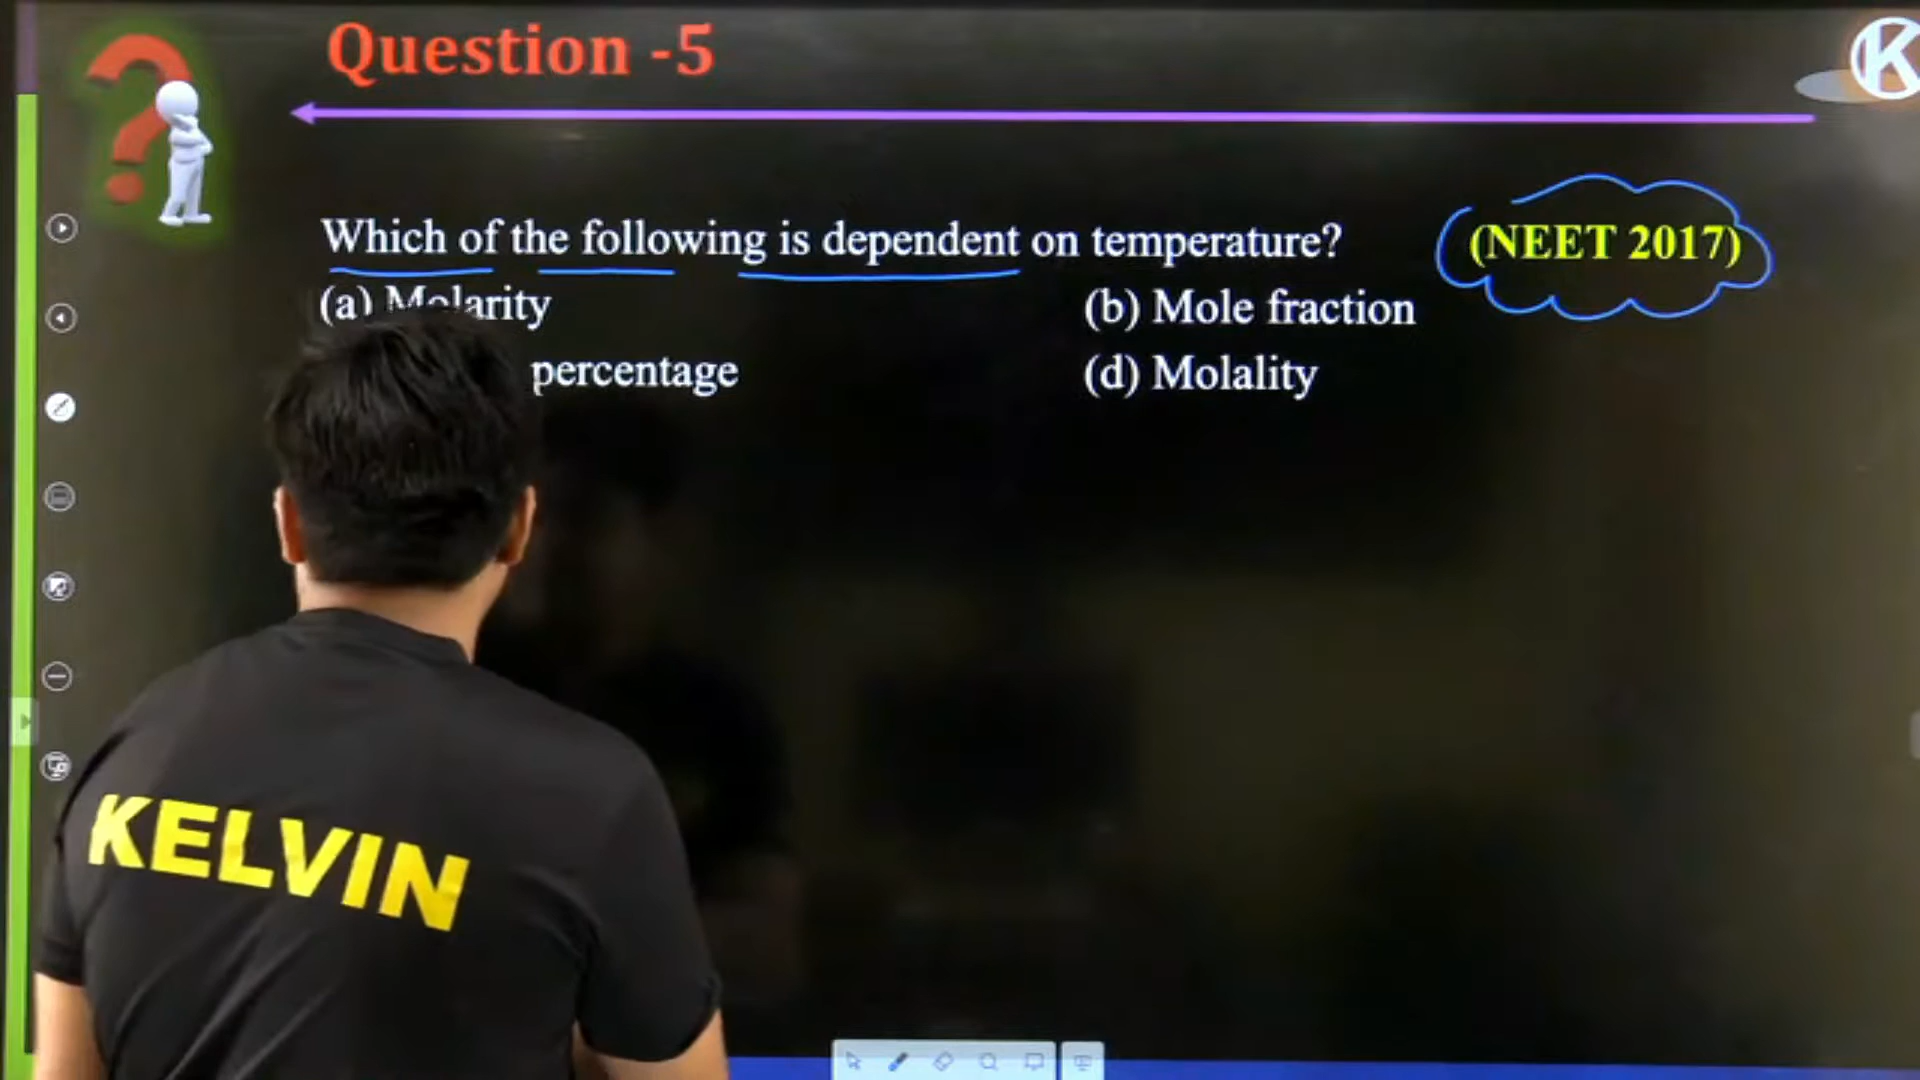 Question -5
K
Which of the following is dependent on temperature? (NEET 2017)
(a) Molarity (b) Mole fraction
percentage (d) Molality
KELVIN